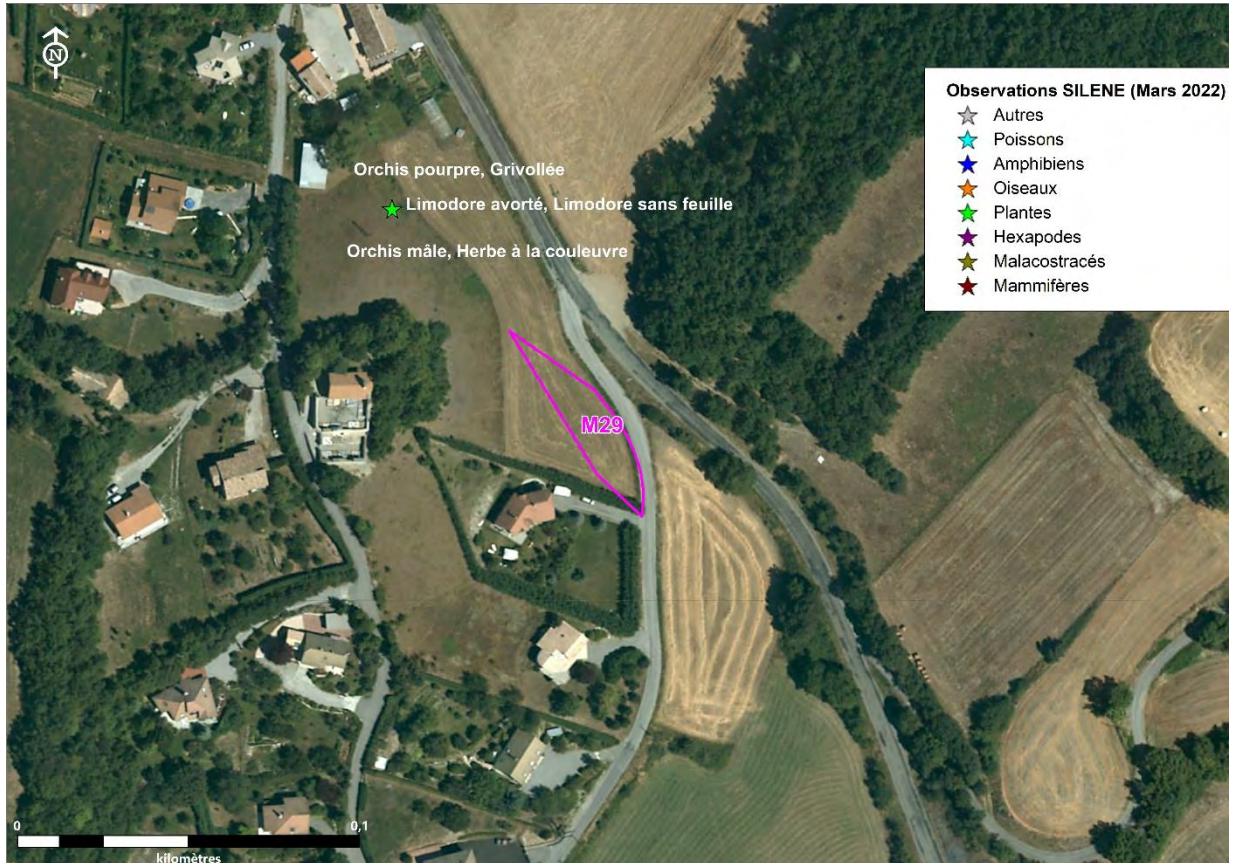 N
Observations SILENE (Mars 2022)
Autres
Poissons
Amphibiens
Oiseaux
Plantes
Hexapodes
Malacostracés
Mammifères
Orchis pourpre, Grivollée
Limodore avorté, Limodore sans feuille
Orchis mâle, Herbe à la couleuvre
M29
0 0,1
kilomètres